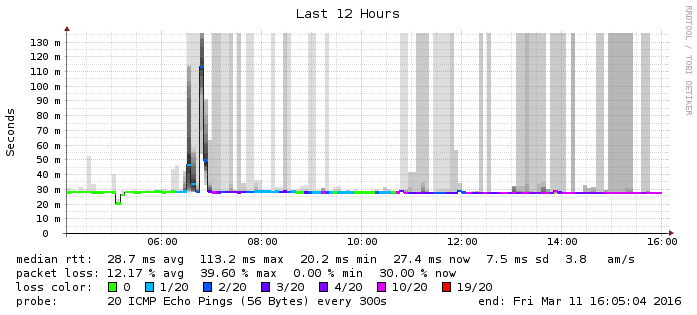 Last 12 Hours
RRDTOOL / TOBI OETIKER
Seconds
130 m
120 m
110 m
100 m
90 m
80 m
70 m
60 m
50 m
40 m
30 m
20 m
10 m
0
06:00 08:00 10:00 12:00 14:00 16:00
median rtt: 28.7 ms avg 113.2 ms max 20.2 ms min 27.4 ms now 7.5 ms sd 3.8 am/s
packet loss: 12.17 % avg 39.60 % max 0.00 % min 30.00 % now
loss color: 0 1/20 2/20 3/20 4/20 10/20 19/20
probe: 20 ICMP Echo Pings (56 Bytes) every 300s end: Fri Mar 11 16:05:04 2016